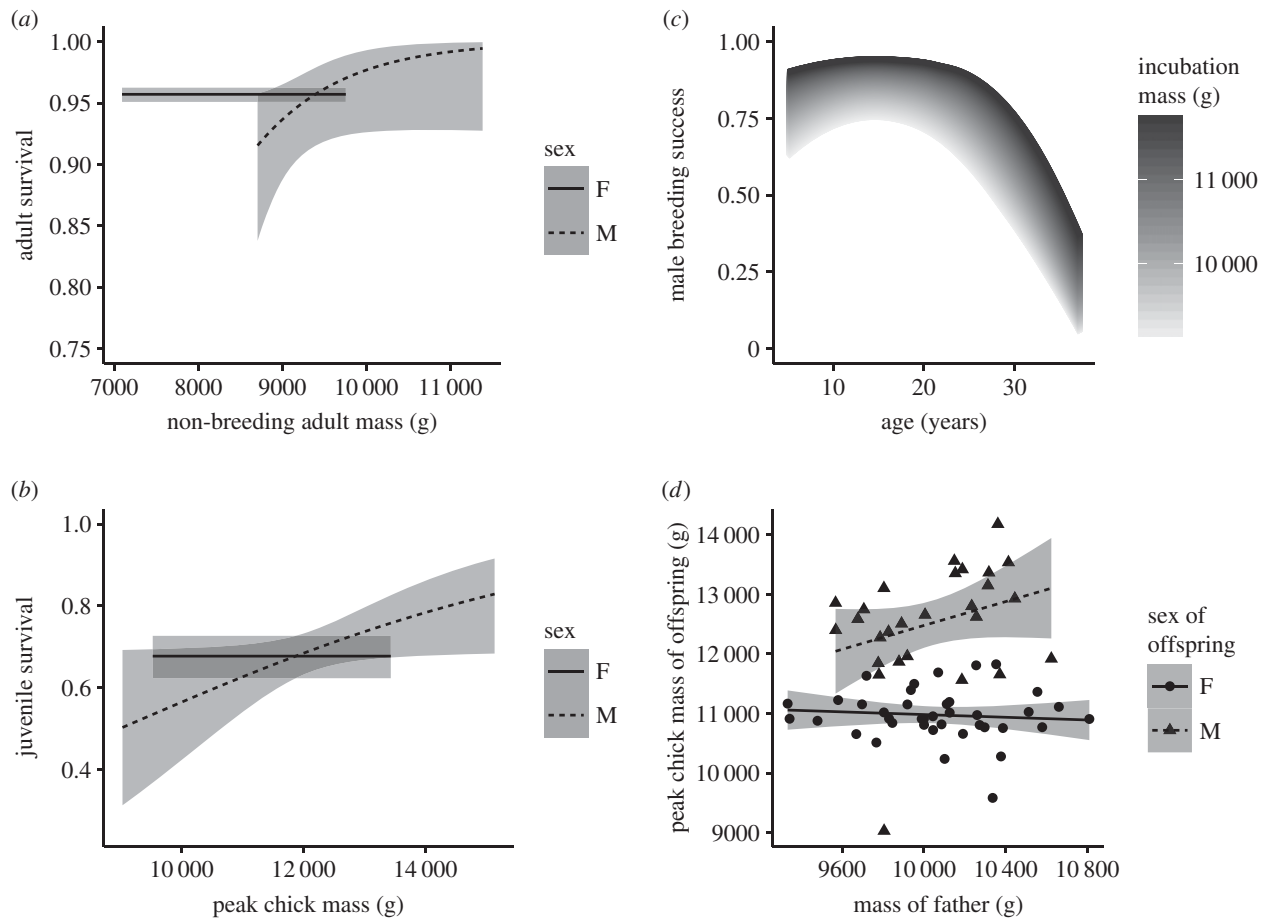 (a)
1.00
0.95
0.90
0.85
0.80
0.75
adult survival
7000 8000 9000 10 000 11 000
non-breeding adult mass (g)
sex
F
M
(c)
1.00
0.75
0.50
0.25
0
male breeding success
10 20 30
age (years)
incubation
mass (g)
11 000
10 000
(b)
1.0
0.8
0.6
0.4
juvenile survival
10 000 12 000 14 000
peak chick mass (g)
sex
F
M
(d)
14 000
13 000
12 000
11 000
10 000
9000
peak chick mass of offspring (g)
9600 10 000 10 400 10 800
mass of father (g)
sex of
offspring
F
M